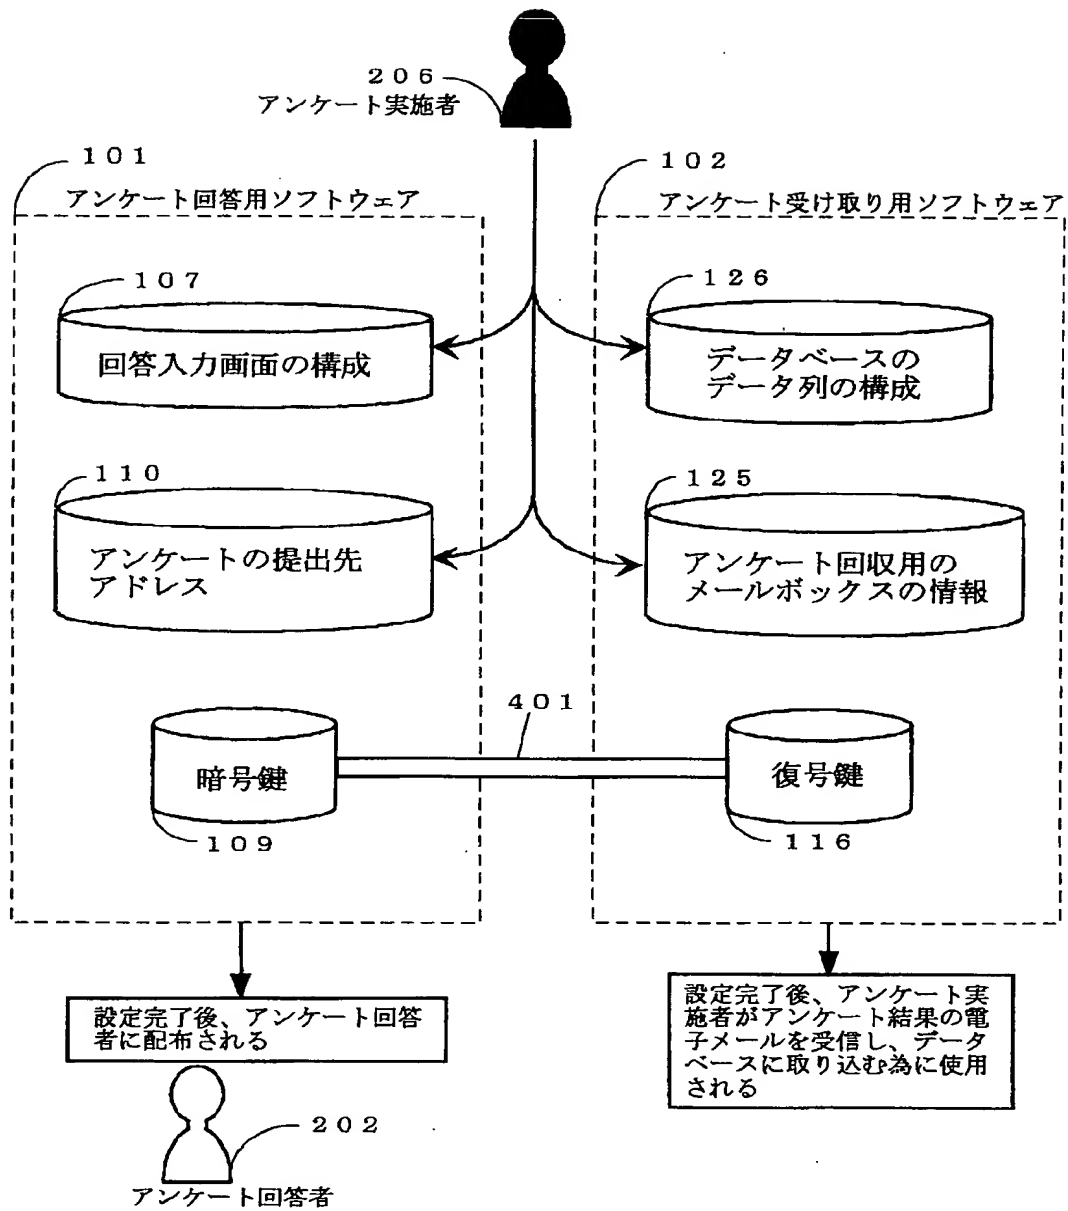 206
アンケート実施者
101
アンケート回答用ソフトウェア
102
アンケート受け取り用ソフトウェア
107
回答入力画面の構成
126
データベースの
データ列の構成
110
アンケートの提出先
アドレス
125
アンケート回収用の
メールボックスの情報
401
暗号鍵
109
復号鍵
116
設定完了後、アンケート回答
者に配布される
設定完了後、アンケート実
施者がアンケート結果の電
子メールを受信し、データ
ベースに取り込む為に使用
される
202
アンケート回答者